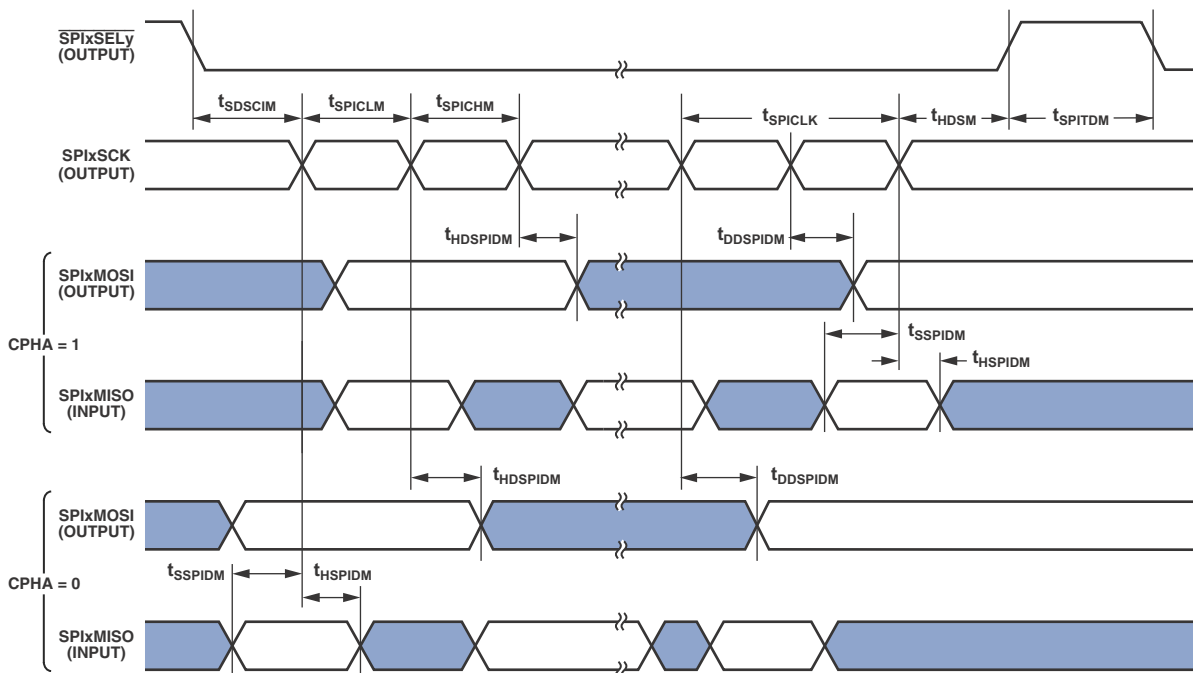 SPIxSELy
(OUTPUT)
tSDSCIM
tSPICLM
tSPICHM
tSPICLK
tHDSM
tSPITDM
SPIxSCK
(OUTPUT)
tHDSPIDM
tDDSPIDM
SPIxMOSI
(OUTPUT)
tSSPIDM
CPHA = 1
tHSPIDM
SPIxMISO
(INPUT)
tHDSPIDM
tDDSPIDM
SPIxMOSI
(OUTPUT)
CPHA = 0
tSSPIDM
tHSPIDM
SPIxMISO
(INPUT)